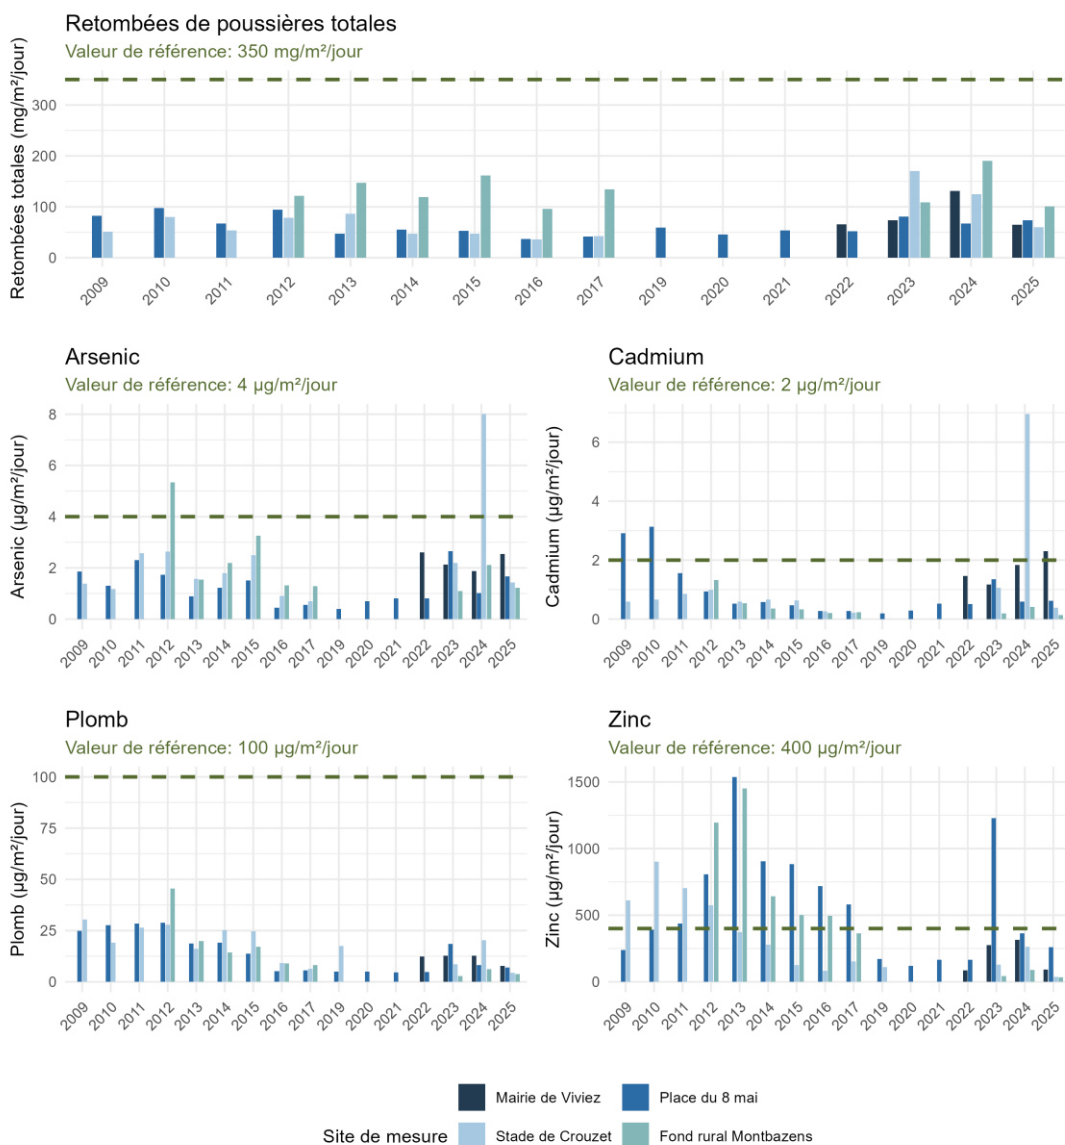 Retombées de poussières totales
Valeur de référence: 350 mg/m²/jour
Retombées totales (mg/m²/jour)
300
200
100
0
2009 2010 2011 2012 2013 2014 2015 2016 2017 2019 2020 2021 2022 2023 2024 2025
Arsenic
Valeur de référence: 4 µg/m²/jour
Arsenic (µg/m²/jour)
8
6
4
2
0
2009 2010 2011 2012 2013 2014 2015 2016 2017 2019 2020 2021 2022 2023 2024 2025
Cadmium
Valeur de référence: 2 µg/m²/jour
Cadmium (µg/m²/jour)
6
4
2
0
2009 2010 2011 2012 2013 2014 2015 2016 2017 2019 2020 2021 2022 2023 2024 2025
Plomb
Valeur de référence: 100 µg/m²/jour
Plomb (µg/m²/jour)
100
75
50
25
0
2009 2010 2011 2012 2013 2014 2015 2016 2017 2019 2020 2021 2022 2023 2024 2025
Zinc
Valeur de référence: 400 µg/m²/jour
Zinc (µg/m²/jour)
1500
1000
500
0
2009 2010 2011 2012 2013 2014 2015 2016 2017 2019 2020 2021 2022 2023 2024 2025
Site de mesure
Mairie de Viviez
Place du 8 mai
Stade de Crouzet
Fond rural Montbazens